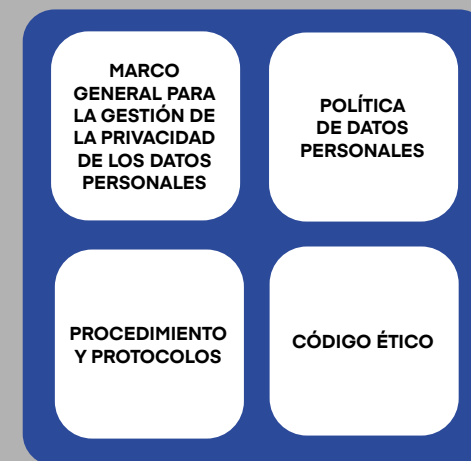 MARCO
GENERAL PARA
LA GESTIÓN DE
LA PRIVACIDAD
DE LOS DATOS
PERSONALES
POLÍTICA
DE DATOS
PERSONALES
PROCEDIMIENTO
Y PROTOCOLOS
CÓDIGO ÉTICO